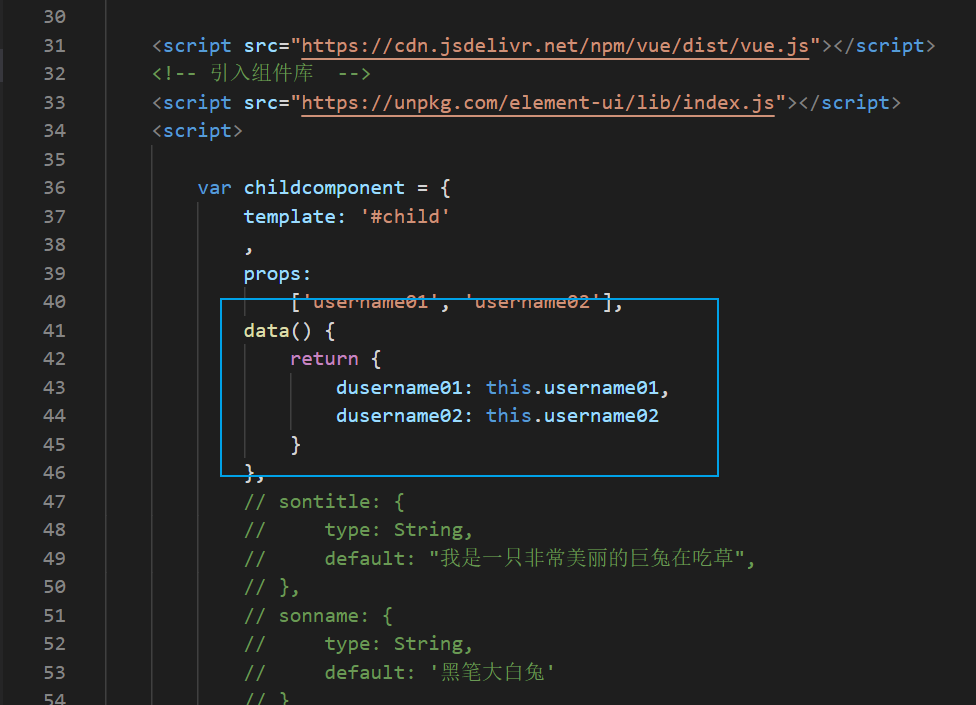 30
31 <script src="https://cdn.jsdelivr.net/npm/vue/dist/vue.js"></script>
32 <!-- 引入组件库  -->
33 <script src="https://unpkg.com/element-ui/lib/index.js"></script>
34 <script>
35
36 var childcomponent = {
37 template: '#child'
38 ,
39 props:
40 ['username01', 'username02'],
41 data() {
42 return {
43 dusername01: this.username01,
44 dusername02: this.username02
45 }
46 },
47 // sontitle: {
48 //     type: String,
49 //     default: "我是一只非常美丽的巨兔在吃草",
50 // },
51 // sonname: {
52 //     type: String,
53 //     default: '黑笔大白兔'
54 // }